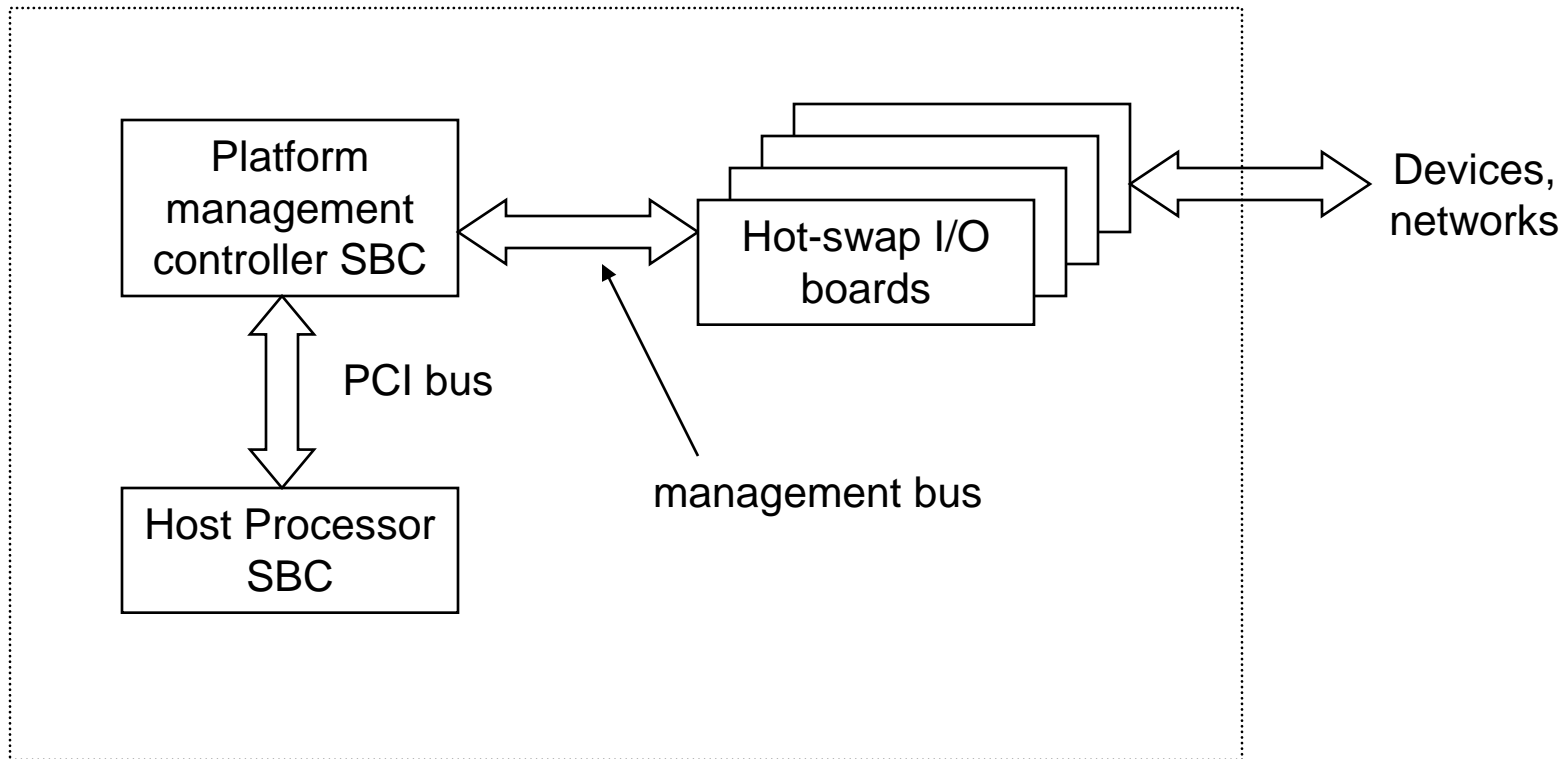 Platform
management
controller SBC
Hot-swap I/O
boards
Devices,
networks
PCI bus
management bus
Host Processor
SBC